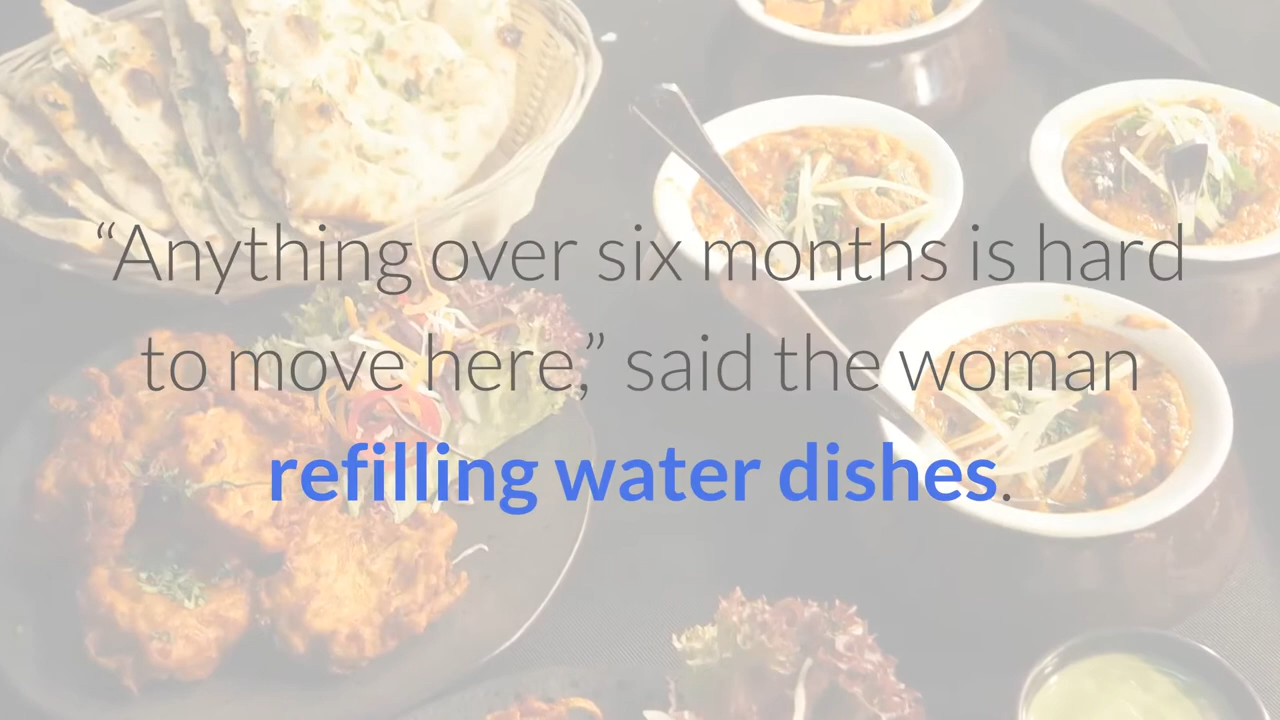 “Anything over six months is hard
to move here,” said the woman
refilling water dishes.